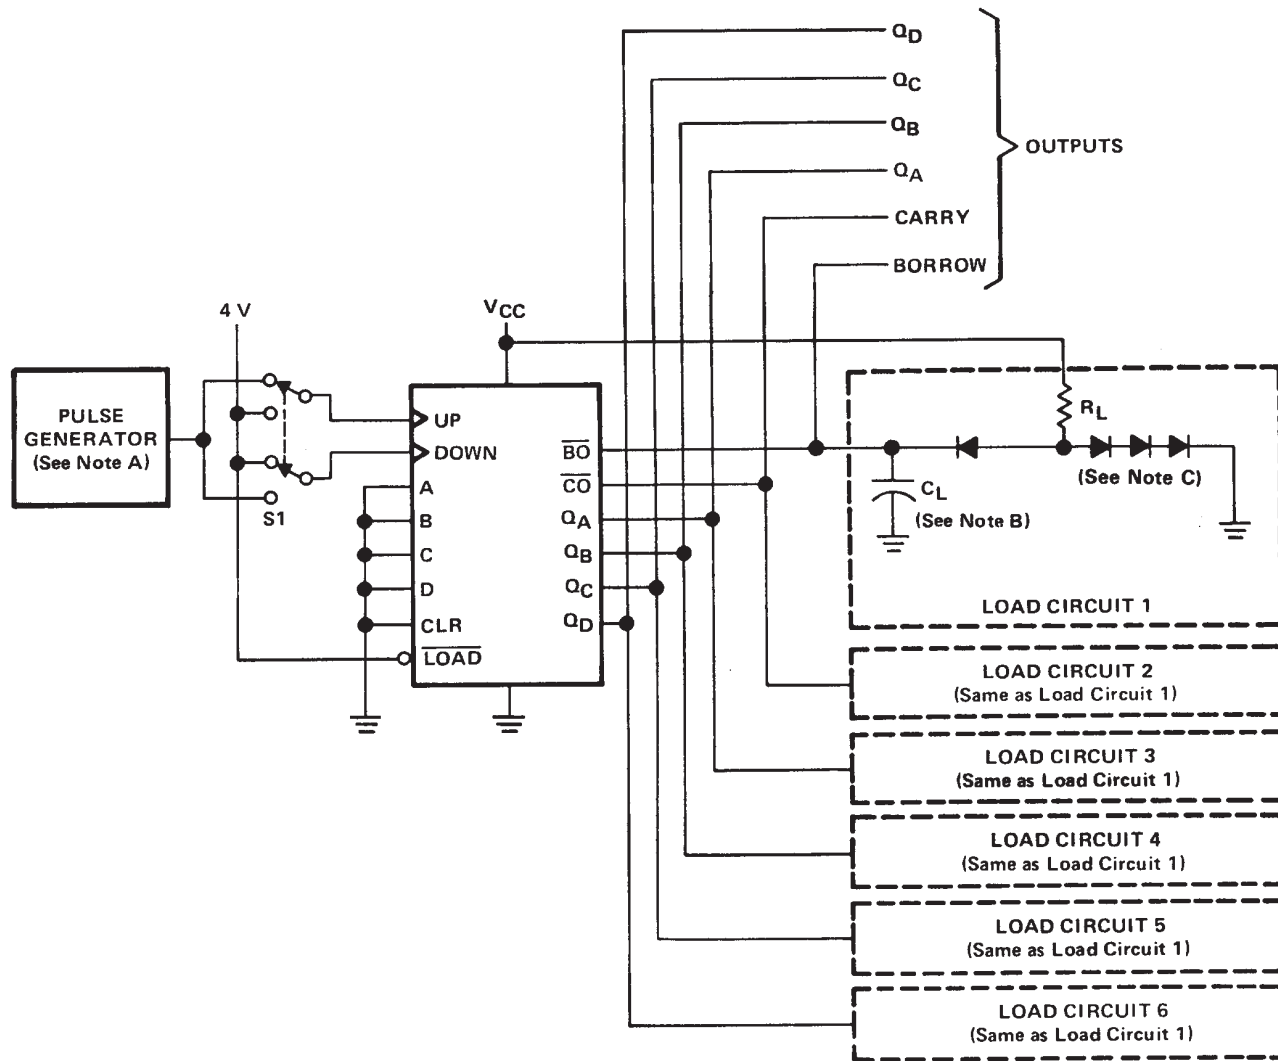 QD
QC
QB
QA
CARRY
BORROW
OUTPUTS
4 V
VCC
PULSE
GENERATOR
(See Note A)
S1
UP
DOWN
A
B
C
D
CLR
LOAD
BO
CO
QA
QB
QC
QD
RL
CL
(See Note B)
(See Note C)
LOAD CIRCUIT 1
LOAD CIRCUIT 2
(Same as Load Circuit 1)
LOAD CIRCUIT 3
(Same as Load Circuit 1)
LOAD CIRCUIT 4
(Same as Load Circuit 1)
LOAD CIRCUIT 5
(Same as Load Circuit 1)
LOAD CIRCUIT 6
(Same as Load Circuit 1)